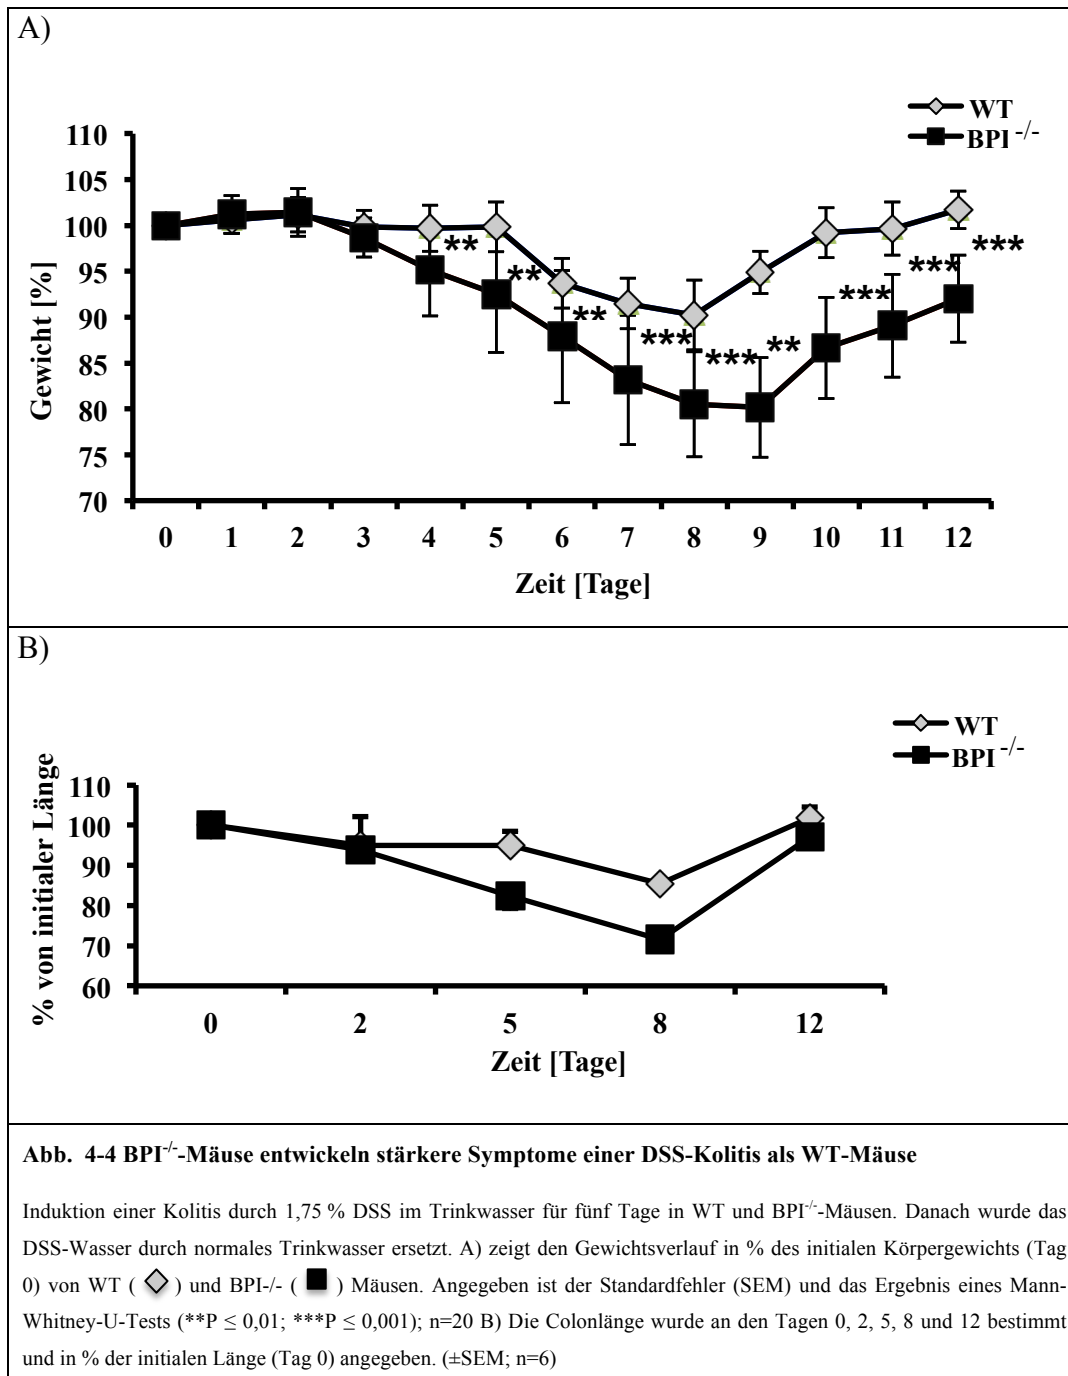 A)
WT
BPI -/-
110
105
100
95
90
85
80
75
70
Gewicht [%]
**
**
**
***
***
**
***
***
***
0 1 2 3 4 5 6 7 8 9 10 11 12
Zeit [Tage]
B)
WT
BPI -/-
110
100
90
80
70
60
% von initialer Länge
0 2 5 8 12
Zeit [Tage]
Abb. 4-4 BPI-/--Mäuse entwickeln stärkere Symptome einer DSS-Kolitis als WT-Mäuse
Induktion einer Kolitis durch 1,75 % DSS im Trinkwasser für fünf Tage in WT und BPI-/--Mäusen. Danach wurde das
DSS-Wasser durch normales Trinkwasser ersetzt. A) zeigt den Gewichtsverlauf in % des initialen Körpergewichts (Tag
0) von WT ( ) und BPI-/- ( ) Mäusen. Angegeben ist der Standardfehler (SEM) und das Ergebnis eines Mann-
Whitney-U-Tests (**P ≤ 0,01; ***P ≤ 0,001); n=20 B) Die Colonlänge wurde an den Tagen 0, 2, 5, 8 und 12 bestimmt
und in % der initialen Länge (Tag 0) angegeben. (±SEM; n=6)